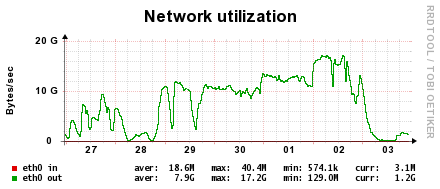 Network utilization
RRDTOOL / TOBI OETIKER
Bytes/sec
20 G
10 G
0
27 28 29 30 31 01 02 03
eth0 in aver: 18.6M max: 40.4M min: 574.1k curr: 3.1M
eth0 out aver: 7.9G max: 17.2G min: 129.0M curr: 1.2G